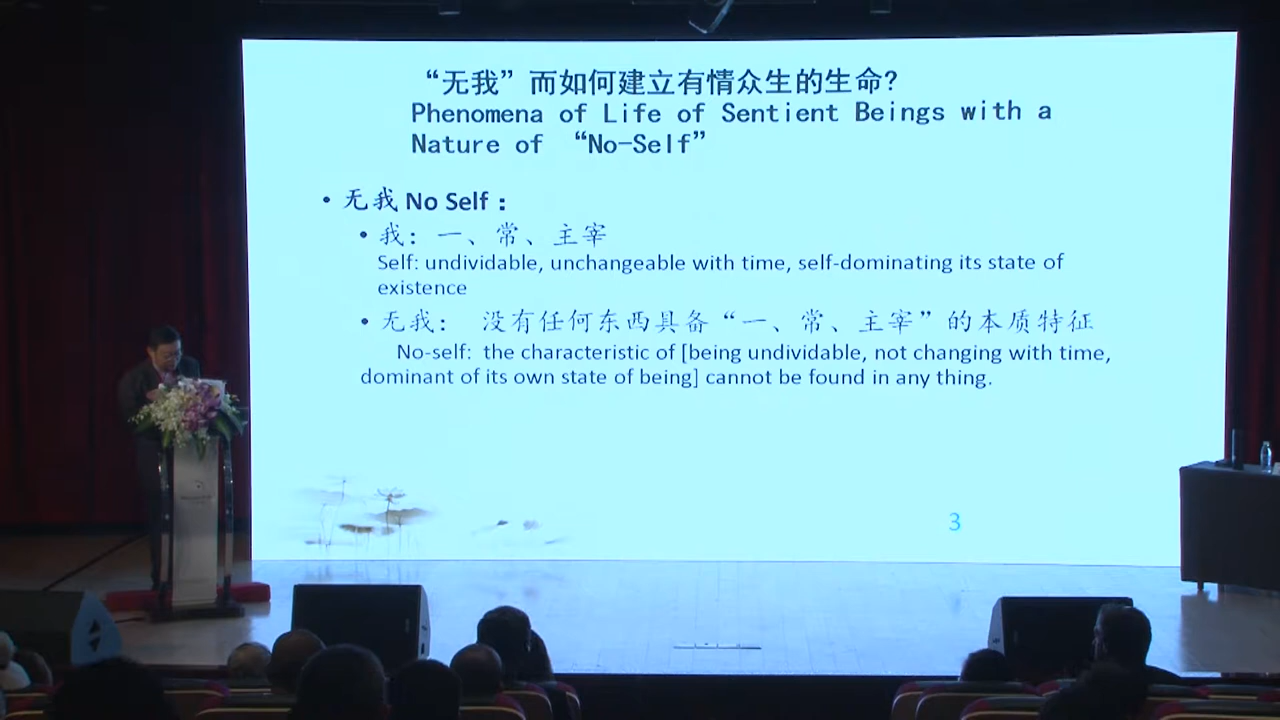 “无我”而如何建立有情众生的生命?
Phenomena of Life of Sentient Beings with a
Nature of “No-Self”
• 无我 No Self：
• 我：一、常、主宰
Self: undividable, unchangeable with time, self-dominating its state of
existence
• 无我： 没有任何东西具备“一、常、主宰”的本质特征
No-self: the characteristic of [being undividable, not changing with time,
dominant of its own state of being] cannot be found in any thing.
3